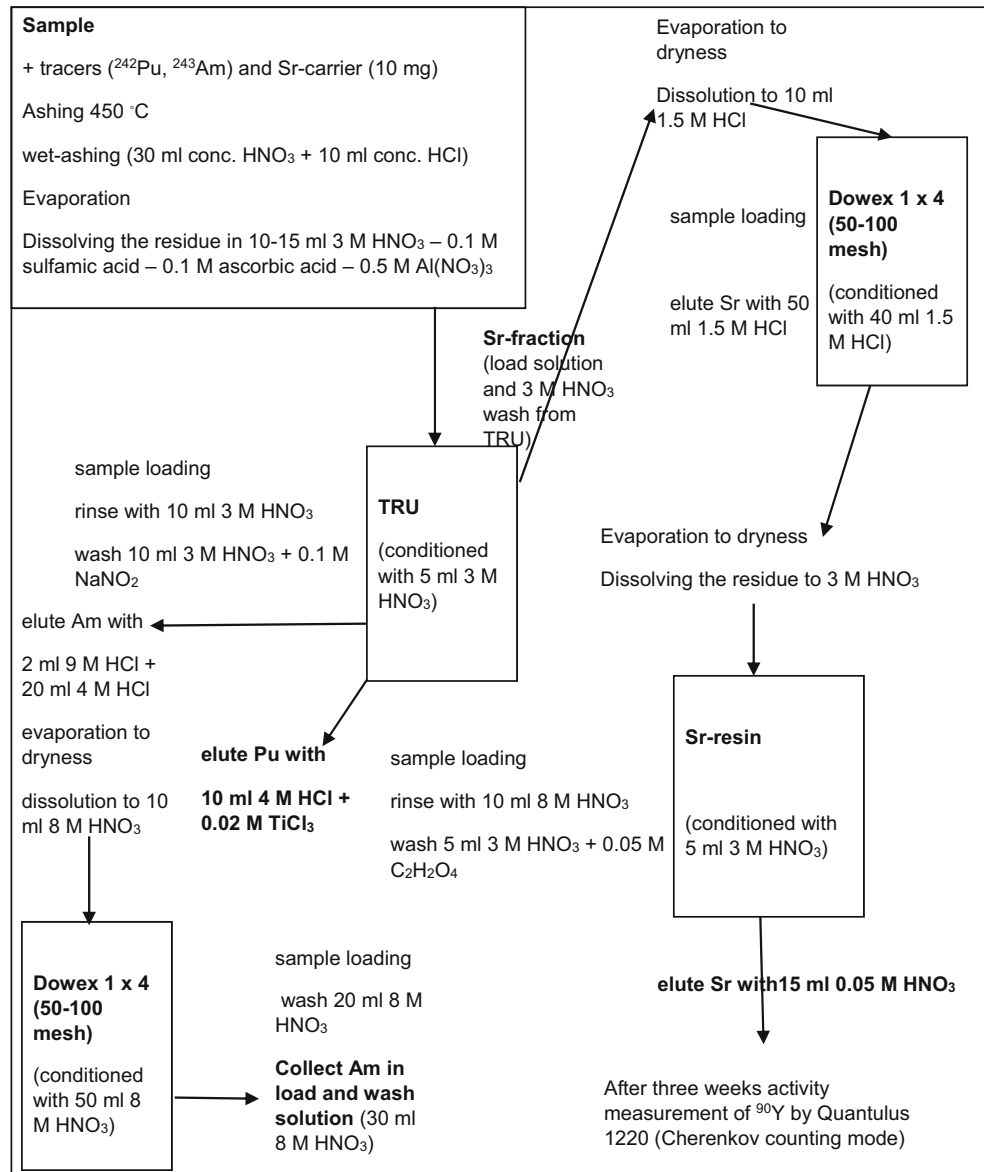 Sample
+ tracers (²⁴²Pu, ²⁴³Am) and Sr-carrier (10 mg)
Ashing 450 ˚C
wet-ashing (30 ml conc. HNO₃ + 10 ml conc. HCl)
Evaporation
Dissolving the residue in 10-15 ml 3 M HNO₃ – 0.1 M
sulfamic acid – 0.1 M ascorbic acid – 0.5 M Al(NO₃)₃
Sr-fraction
(load solution
and 3 M HNO₃
wash from
TRU)
Evaporation to
dryness
Dissolution to 10 ml
1.5 M HCl
sample loading
elute Sr with 50
ml 1.5 M HCl
Dowex 1 x 4
(50-100
mesh)
(conditioned
with 40 ml 1.5
M HCl)
sample loading
rinse with 10 ml 3 M HNO₃
wash 10 ml 3 M HNO₃ + 0.1 M
NaNO₂
TRU
(conditioned
with 5 ml 3 M
HNO₃)
elute Am with
2 ml 9 M HCl +
20 ml 4 M HCl
evaporation to
dryness
dissolution to 10
ml 8 M HNO₃
elute Pu with
10 ml 4 M HCl +
0.02 M TiCl₃
Evaporation to dryness
Dissolving the residue to 3 M HNO₃
sample loading
rinse with 10 ml 8 M HNO₃
wash 5 ml 3 M HNO₃ + 0.05 M
C₂H₂O₄
Sr-resin
(conditioned with
5 ml 3 M HNO₃)
Dowex 1 x 4
(50-100
mesh)
(conditioned
with 50 ml 8
M HNO₃)
sample loading
wash 20 ml 8 M
HNO₃
Collect Am in
load and wash
solution (30 ml
8 M HNO₃)
elute Sr with15 ml 0.05 M HNO₃
After three weeks activity
measurement of ⁹⁰Y by Quantulus
1220 (Cherenkov counting mode)